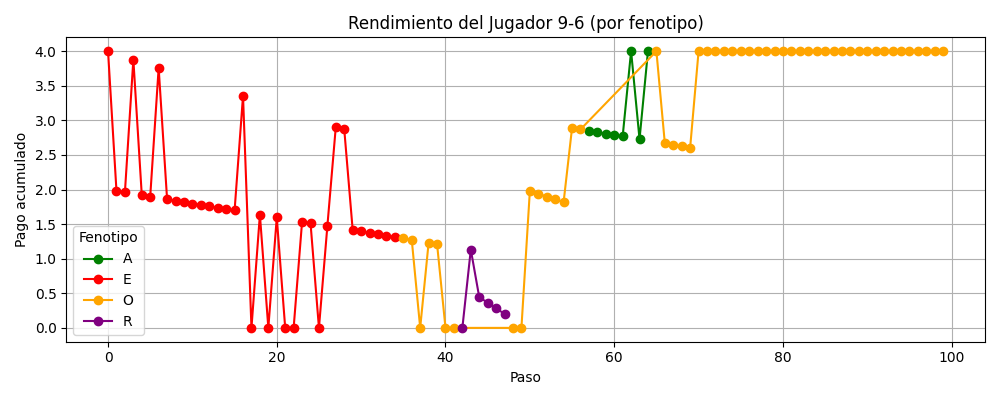 Rendimiento del Jugador 9-6 (por fenotipo)
Pago acumulado
4.0
3.5
3.0
2.5
2.0
1.5
1.0
0.5
0.0
Fenotipo
A
E
O
R
0 20 40 60 80 100
Paso